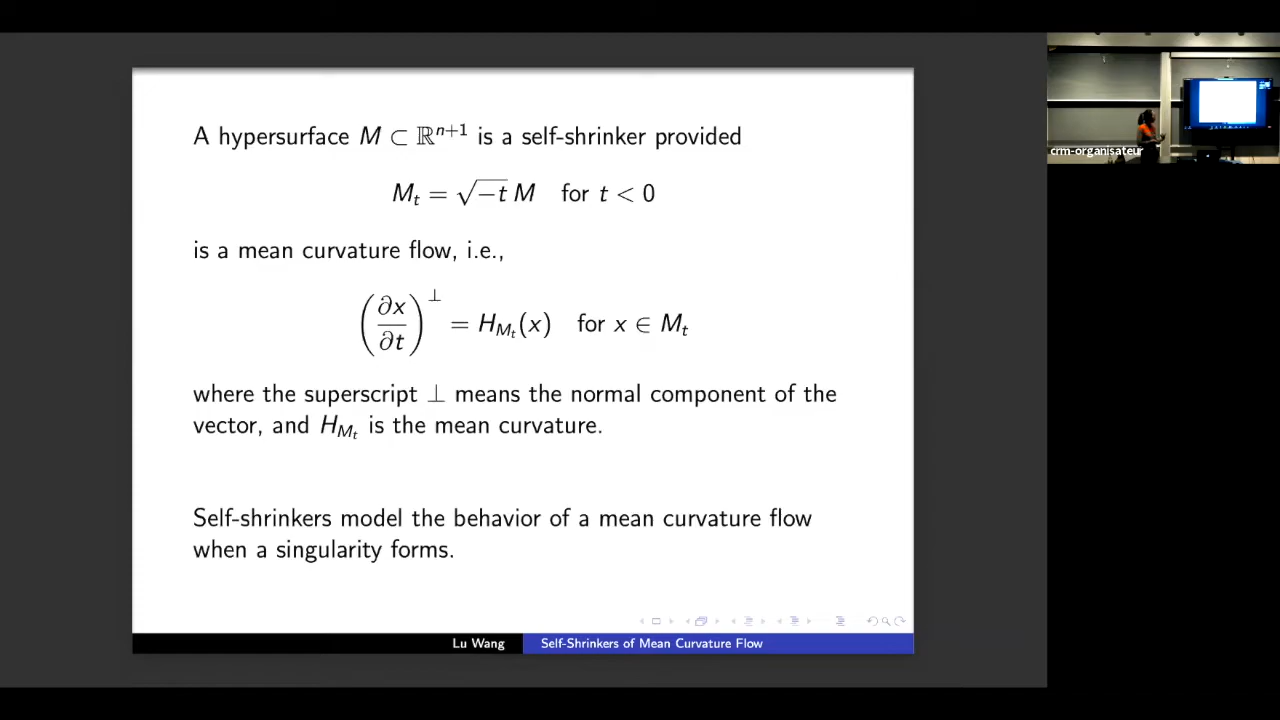 A hypersurface M ⊂ ℝⁿ⁺¹ is a self-shrinker provided
M_t = √−t M for t < 0
is a mean curvature flow, i.e.,
(∂x/∂t)^⊥ = H_{M_t}(x) for x ∈ M_t
where the superscript ⊥ means the normal component of the
vector, and H_{M_t} is the mean curvature.
Self-shrinkers model the behavior of a mean curvature flow
when a singularity forms.
Lu Wang Self-Shrinkers of Mean Curvature Flow
crm-organisateur